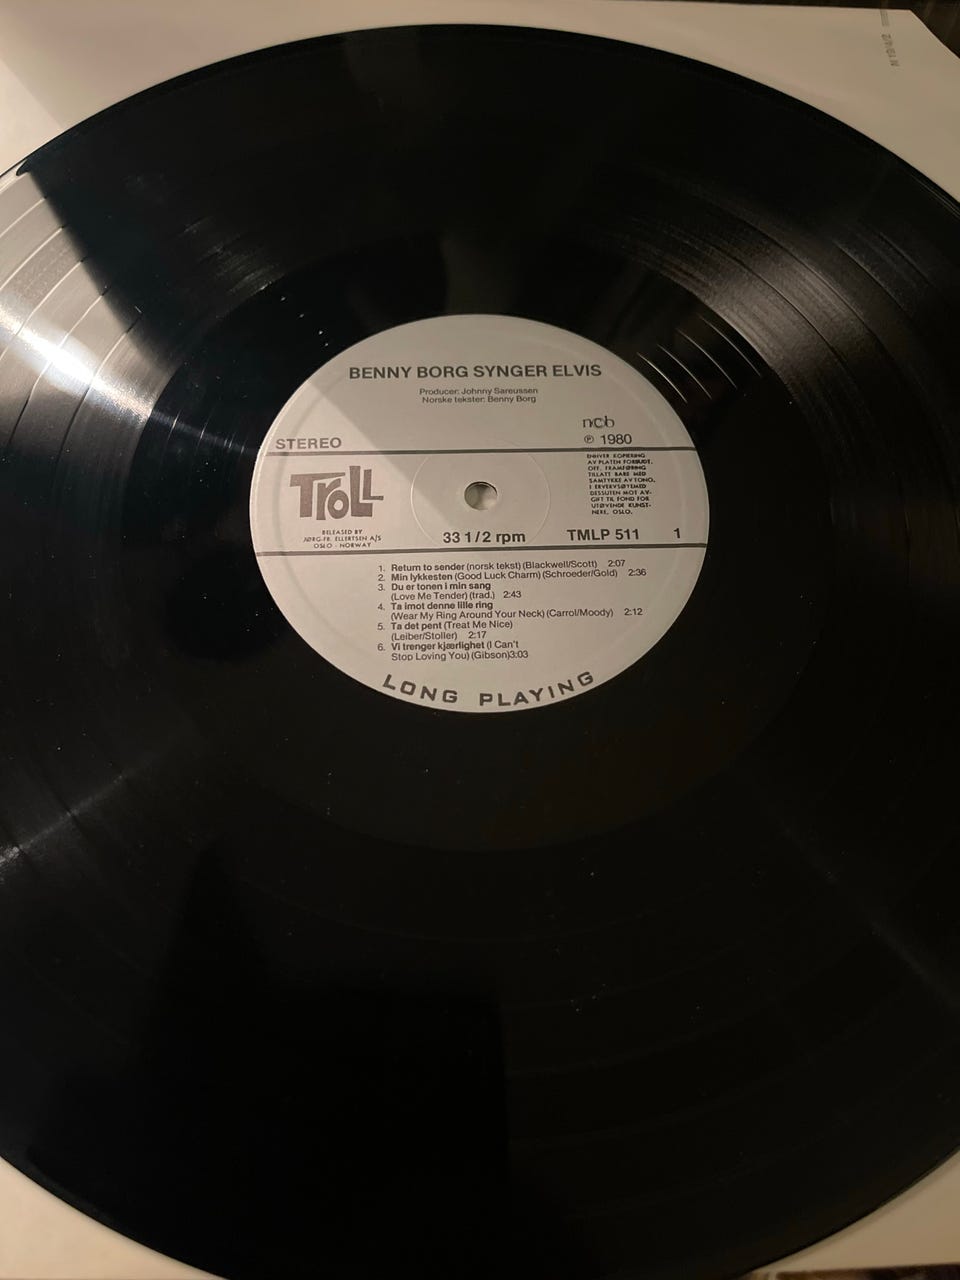 BENNY BORG SYNGER ELVIS
Producer: Johnny Sareussen
Norske tekster: Benny Borg
ncb
STEREO
℗ 1980
TROLL
RELEASED BY
JØRG-FR. ELLERTSEN A/S
OSLO - NORWAY
ENHVER KOPIERING
AV PLATEN FORBUDT.
OFF. FRAMFØRING
TILLATT BARE MED
SAMTYKKE AV TONO,
I ERVERVSØYEMED
DESSUTEN MOT AV-
GIFT TIL FOND FOR
UTØVENDE KUNST-
NERE, OSLO.
33 1/2 rpm
TMLP 511 1
1. Return to sender (norsk tekst) (Blackwell/Scott) 2:07
2. Min lykkesten (Good Luck Charm) (Schroeder/Gold) 2:36
3. Du er tonen i min sang
(Love Me Tender) (trad.) 2:43
4. Ta imot denne lille ring
(Wear My Ring Around Your Neck) (Carrol/Moody) 2:12
5. Ta det pent (Treat Me Nice)
(Leiber/Stoller) 2:17
6. Vi trenger kjærlighet (I Can't
Stop Loving You) (Gibson)3:03
LONG PLAYING